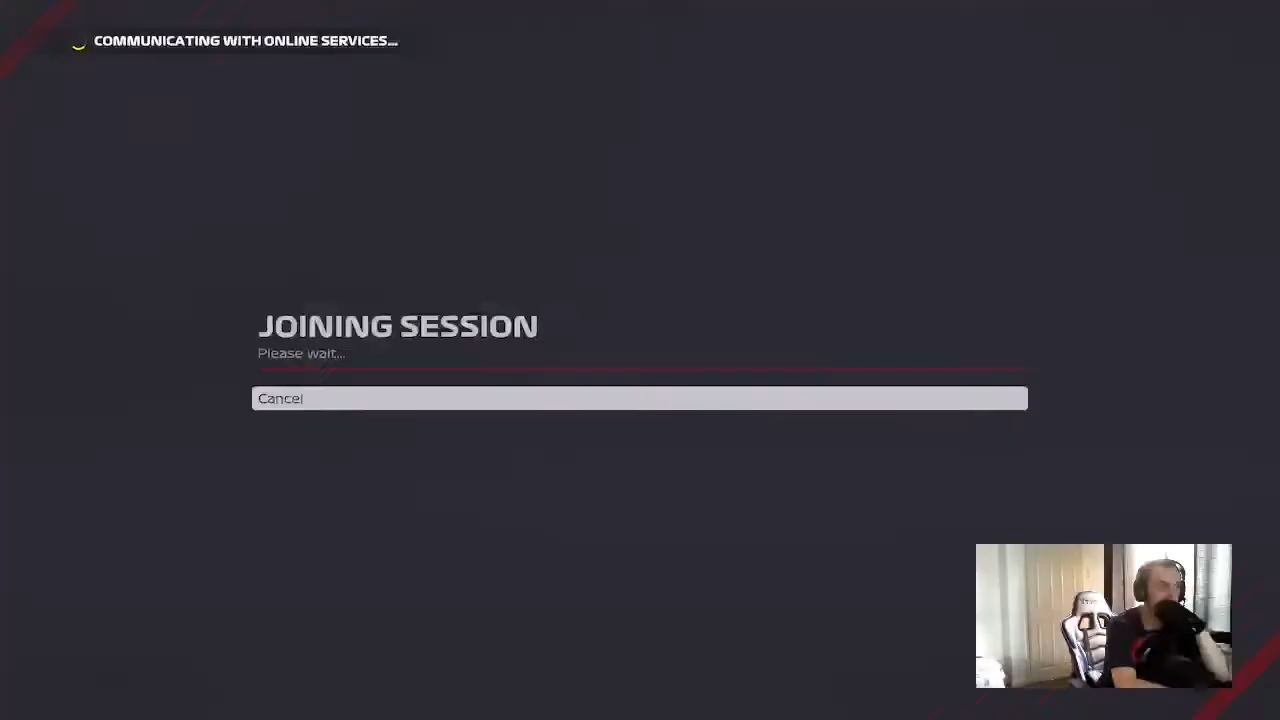 COMMUNICATING WITH ONLINE SERVICES...
JOINING SESSION
Please wait...
Cancel